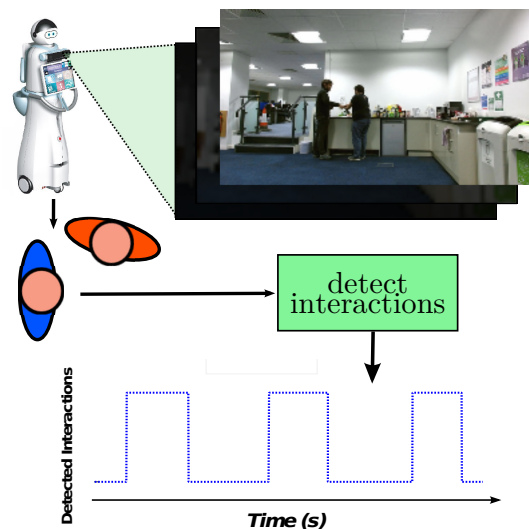 detect
interactions
Detected Interactions
Time (s)